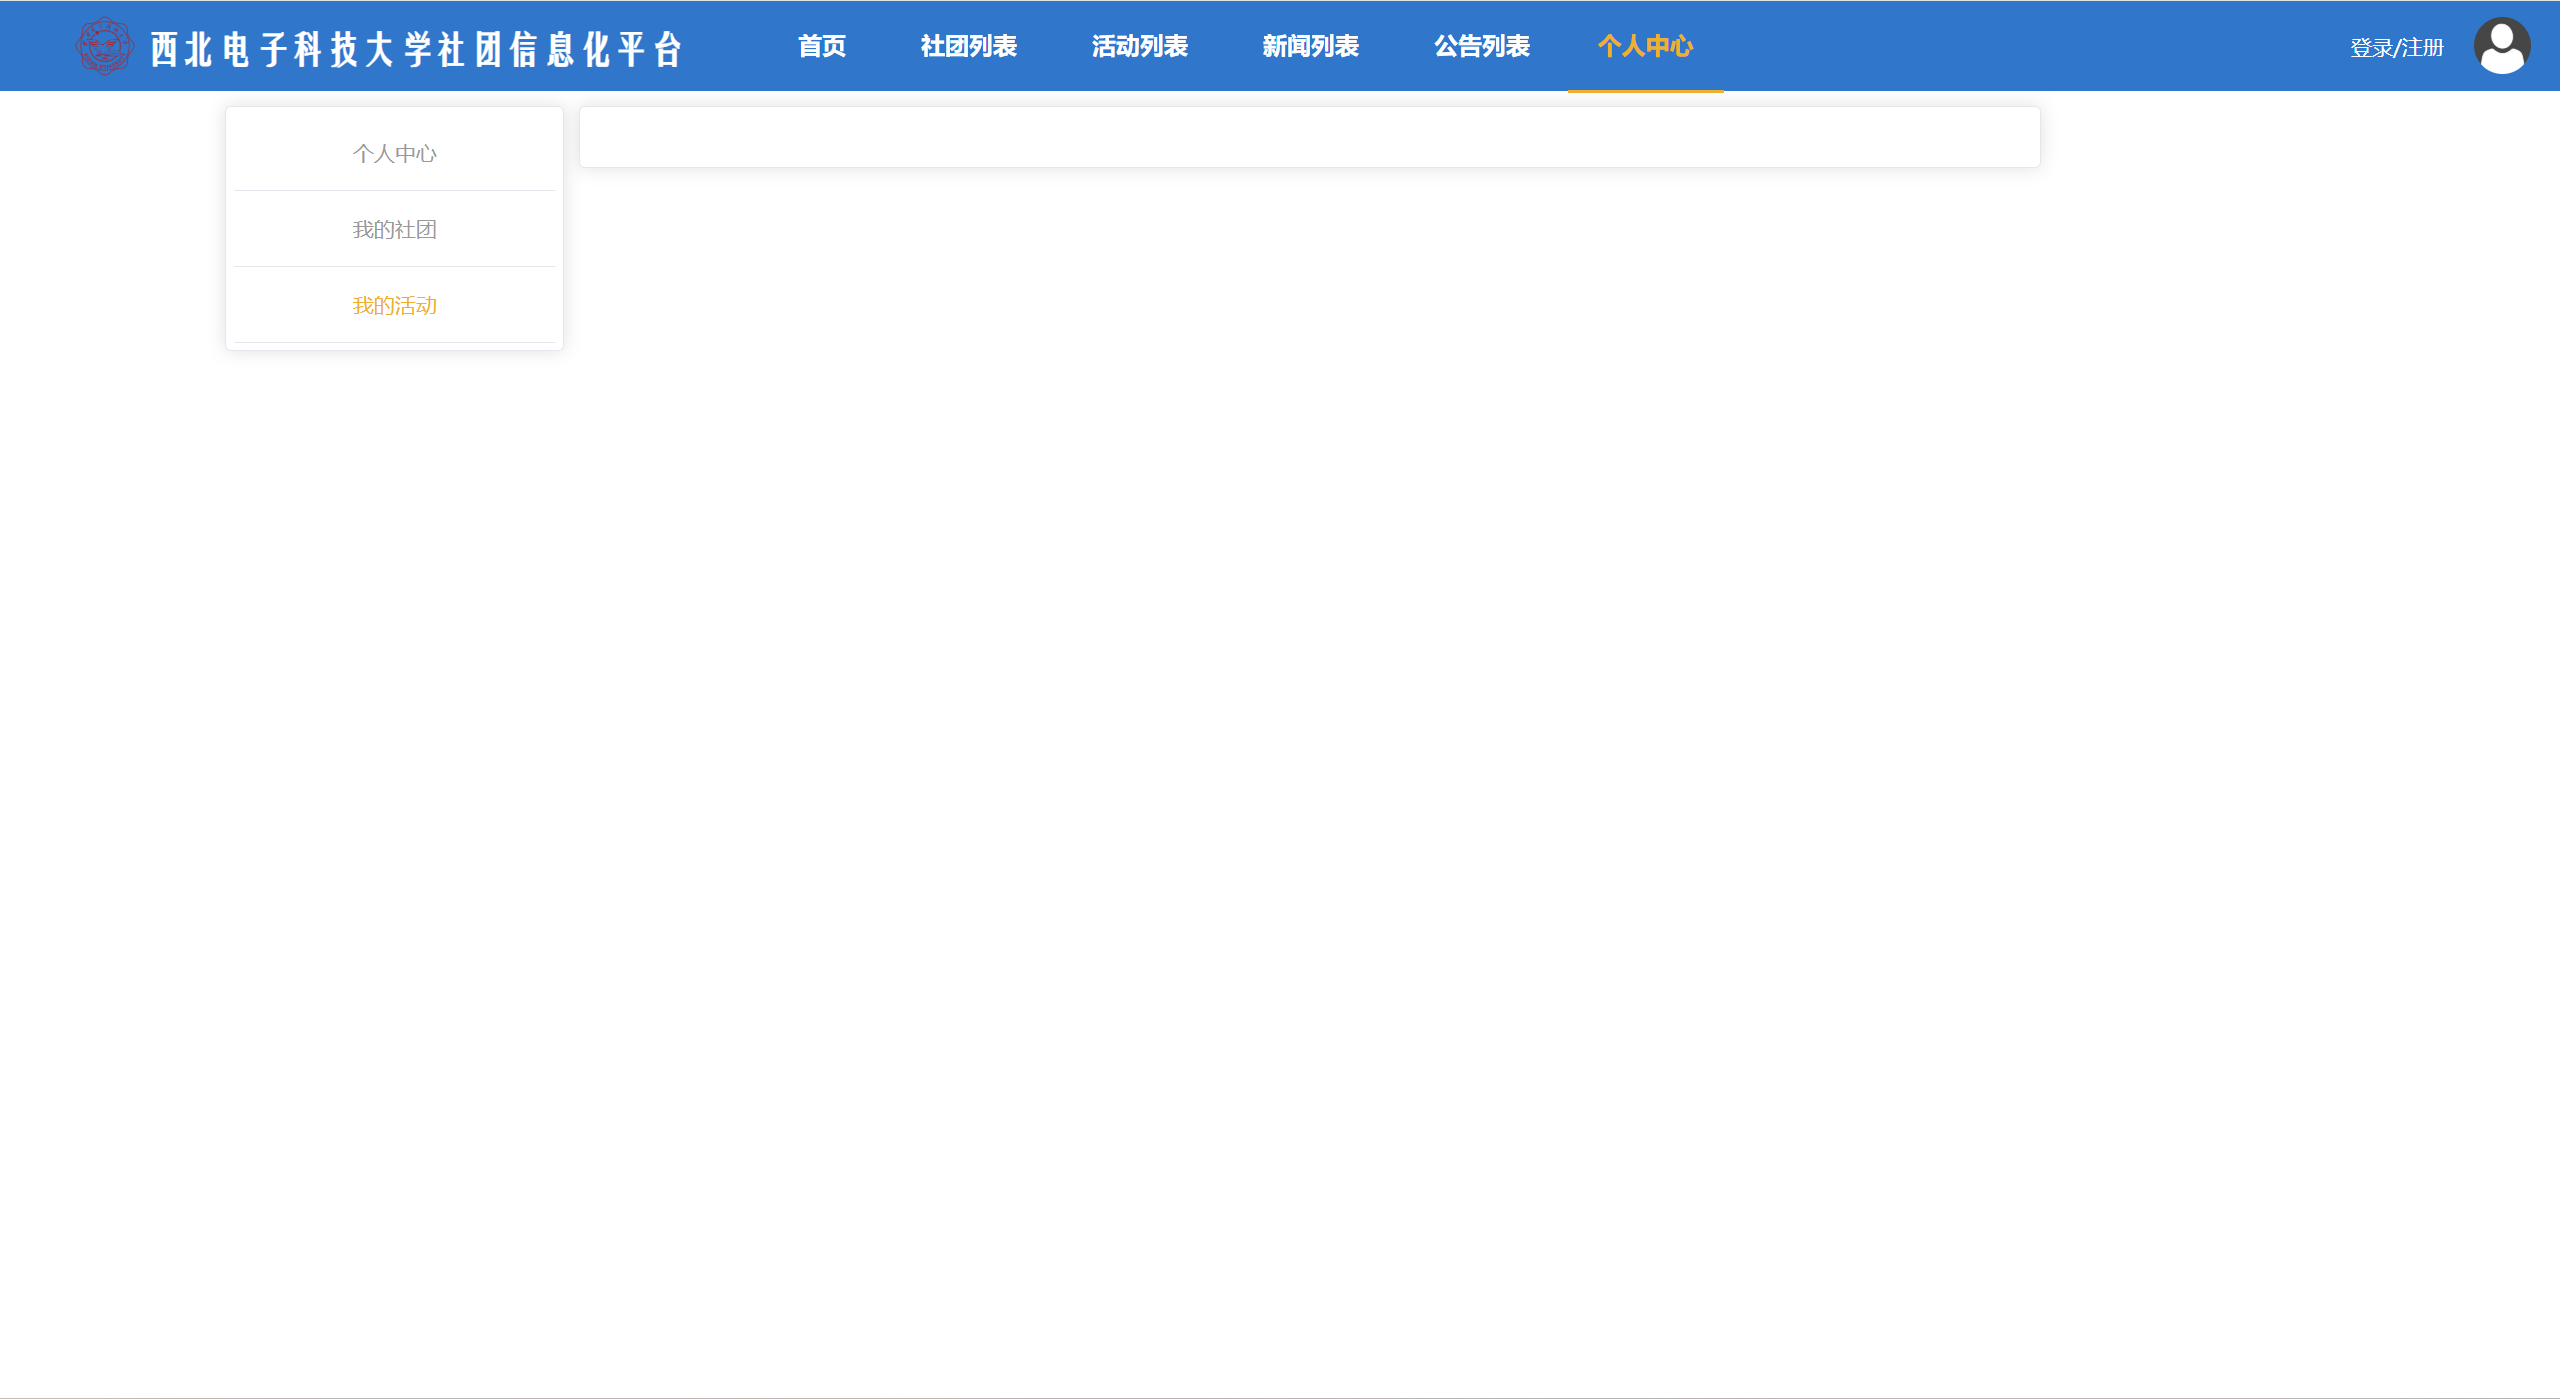 西北电子科技大学社团信息化平台
首页 社团列表 活动列表 新闻列表 公告列表 个人中心 登录/注册
个人中心
我的社团
我的活动